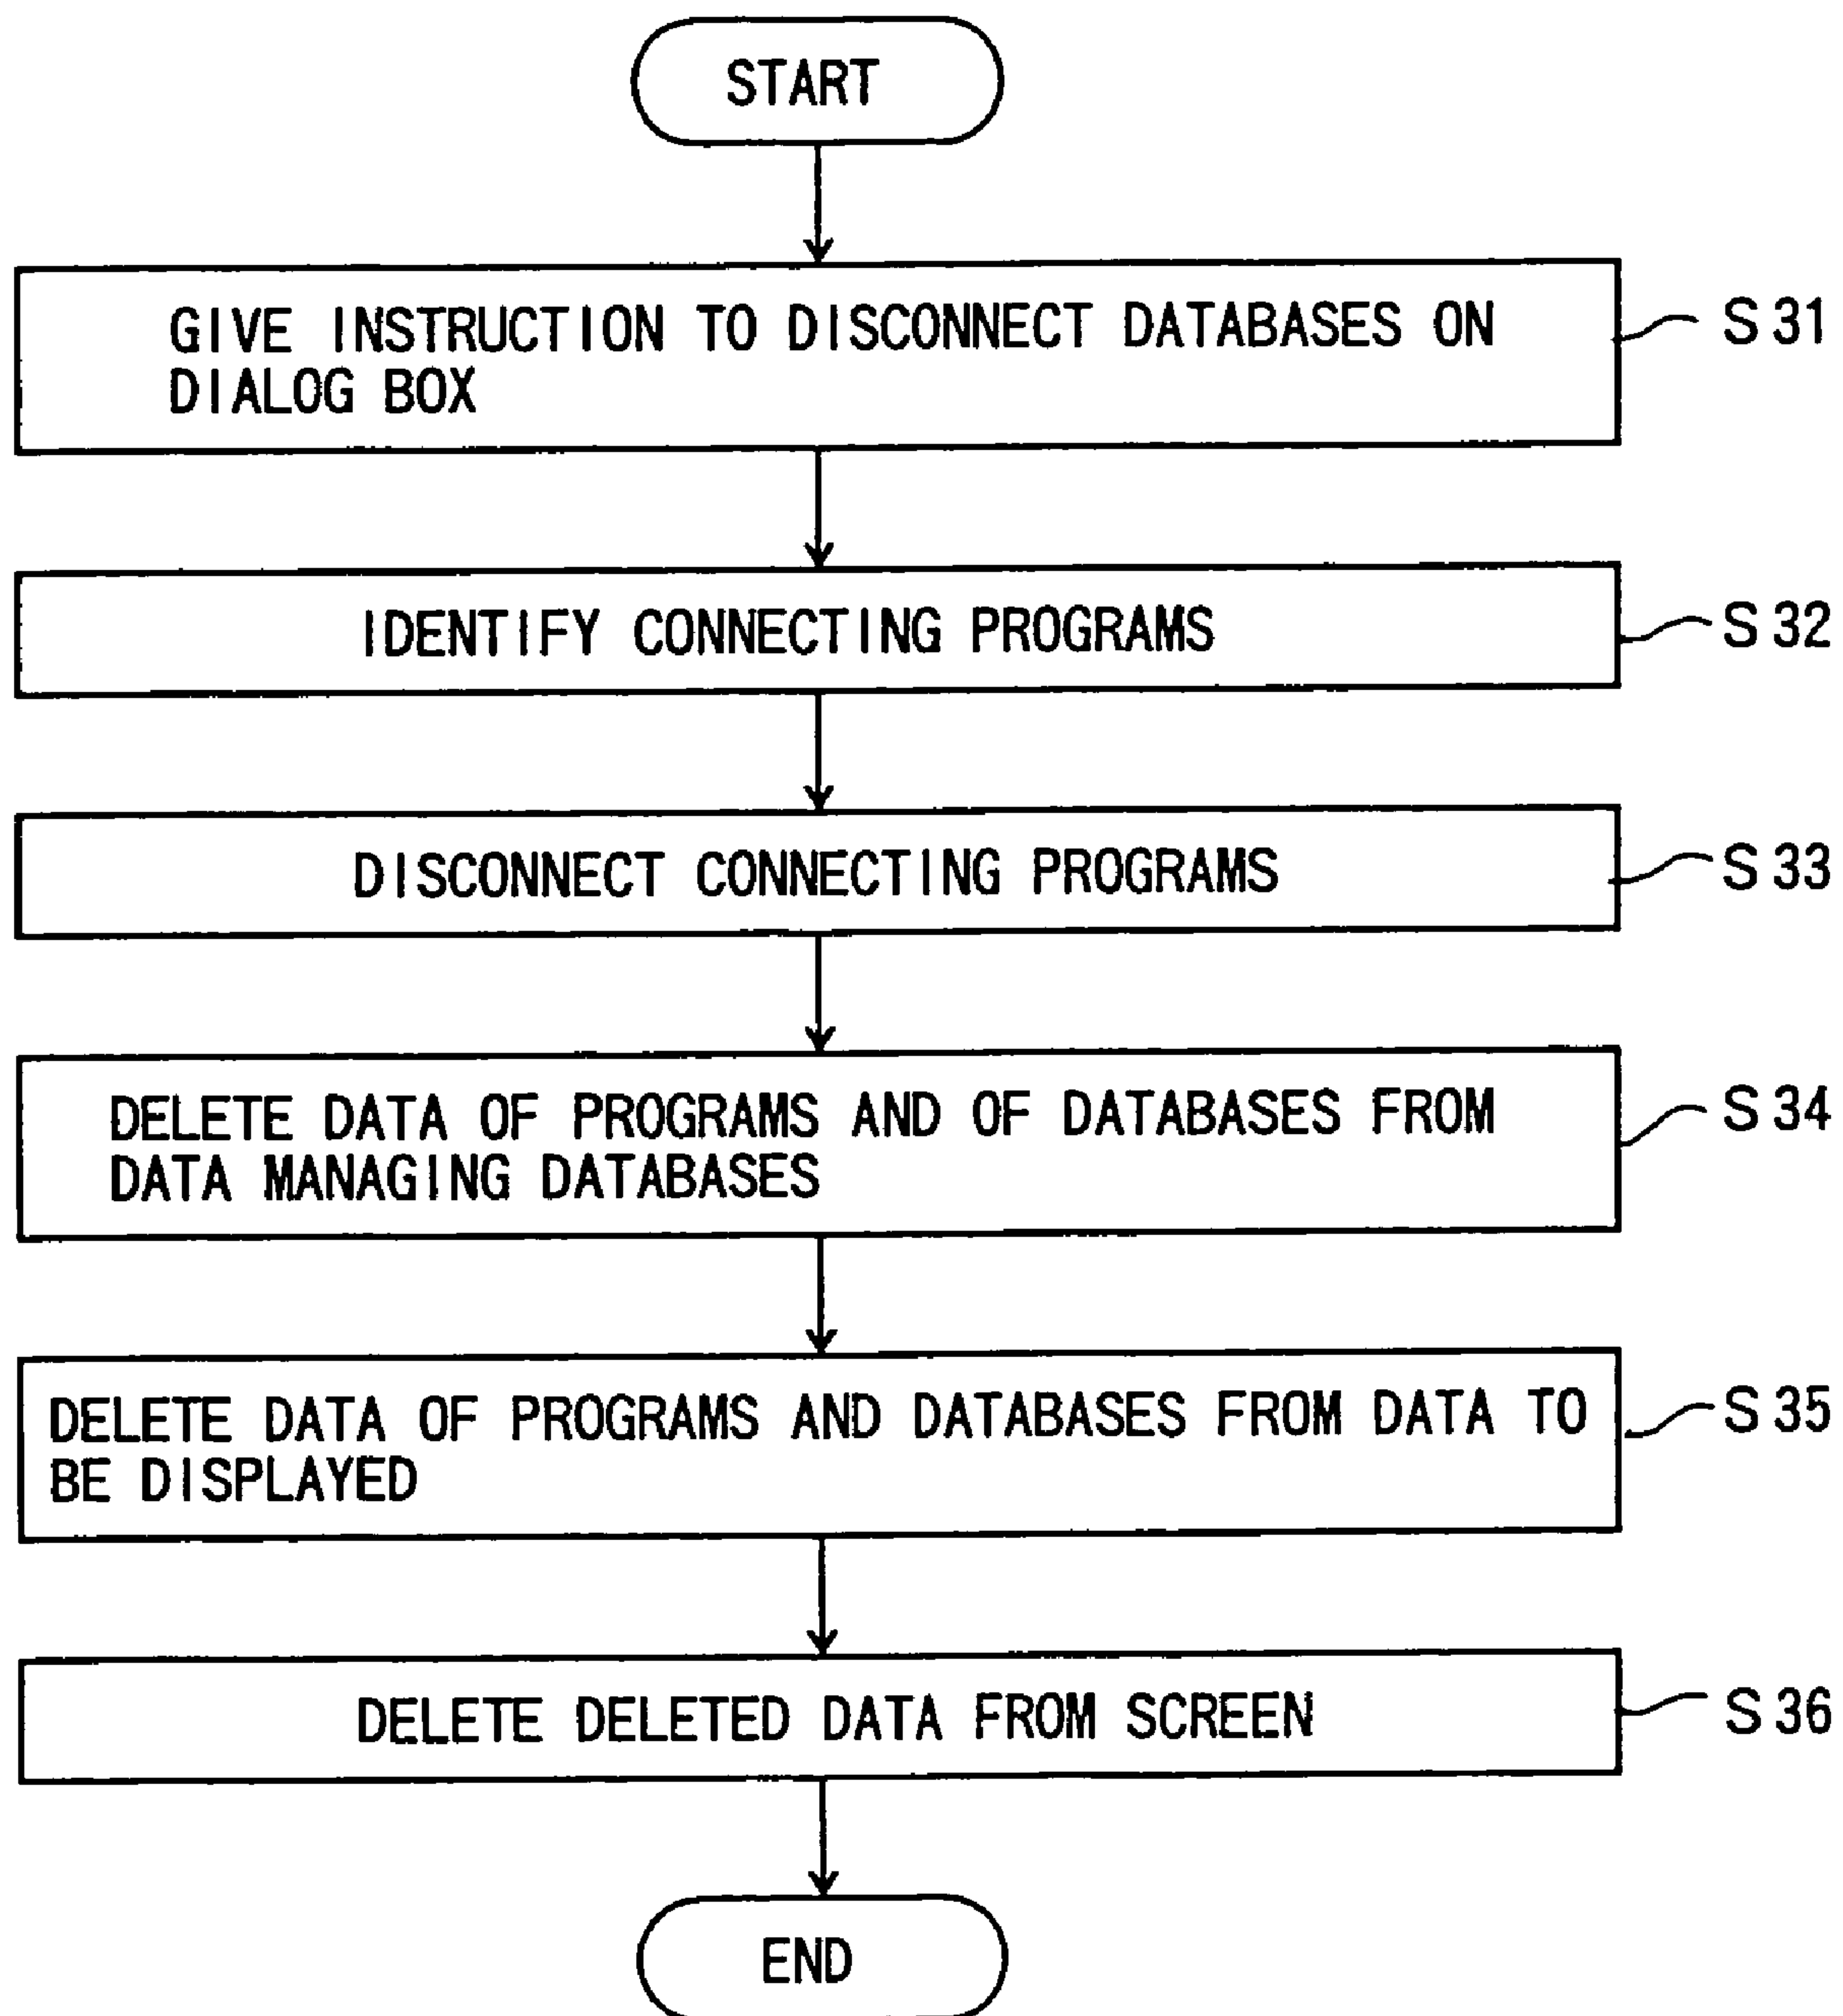 START
GIVE INSTRUCTION TO DISCONNECT DATABASES ON
DIALOG BOX
S31
IDENTIFY CONNECTING PROGRAMS
S32
DISCONNECT CONNECTING PROGRAMS
S33
DELETE DATA OF PROGRAMS AND OF DATABASES FROM
DATA MANAGING DATABASES
S34
DELETE DATA OF PROGRAMS AND DATABASES FROM DATA TO
BE DISPLAYED
S35
DELETE DELETED DATA FROM SCREEN
S36
END